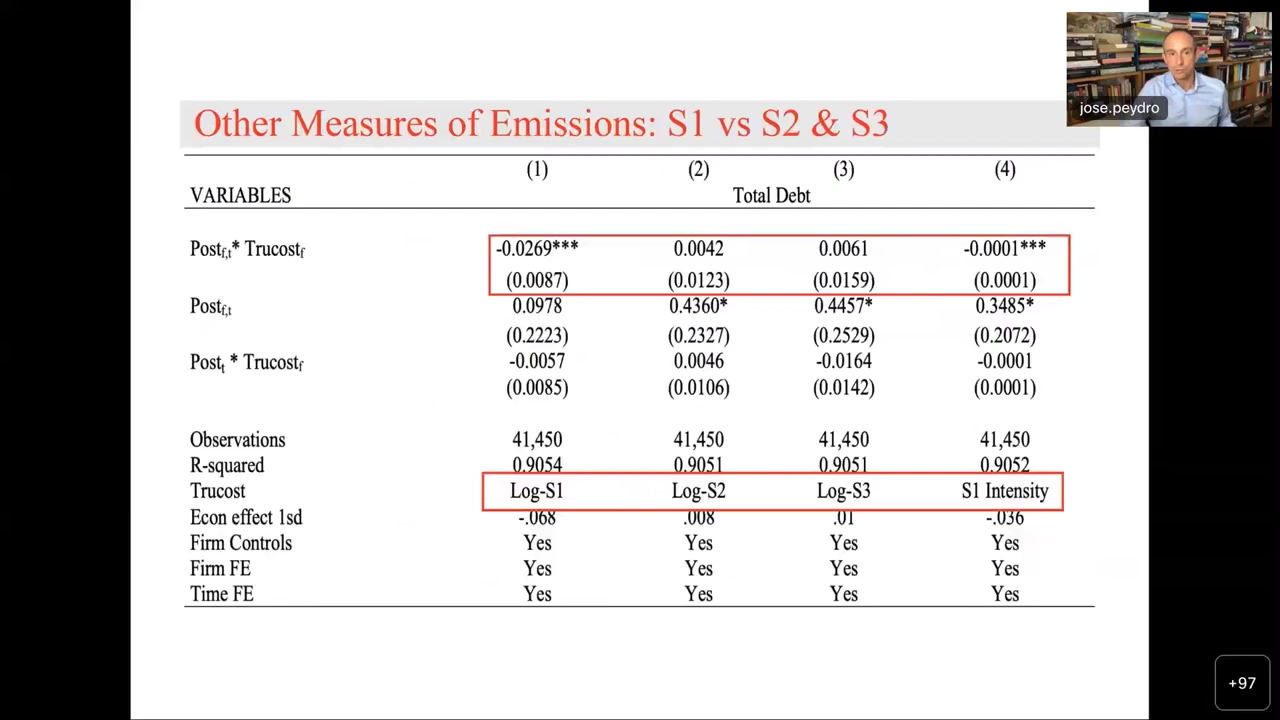 jose.peydro
Other Measures of Emissions: S1 vs S2 & S3
(1) (2) (3) (4)
VARIABLES Total Debt
Postf,t* Trucostf -0.0269*** 0.0042 0.0061 -0.0001***
(0.0087) (0.0123) (0.0159) (0.0001)
Postf,t 0.0978 0.4360* 0.4457* 0.3485*
(0.2223) (0.2327) (0.2529) (0.2072)
Postt * Trucostf -0.0057 0.0046 -0.0164 -0.0001
(0.0085) (0.0106) (0.0142) (0.0001)
Observations 41,450 41,450 41,450 41,450
R-squared 0.9054 0.9051 0.9051 0.9052
Trucost Log-S1 Log-S2 Log-S3 S1 Intensity
Econ effect 1sd -.068 .008 .01 -.036
Firm Controls Yes Yes Yes Yes
Firm FE Yes Yes Yes Yes
Time FE Yes Yes Yes Yes
+97